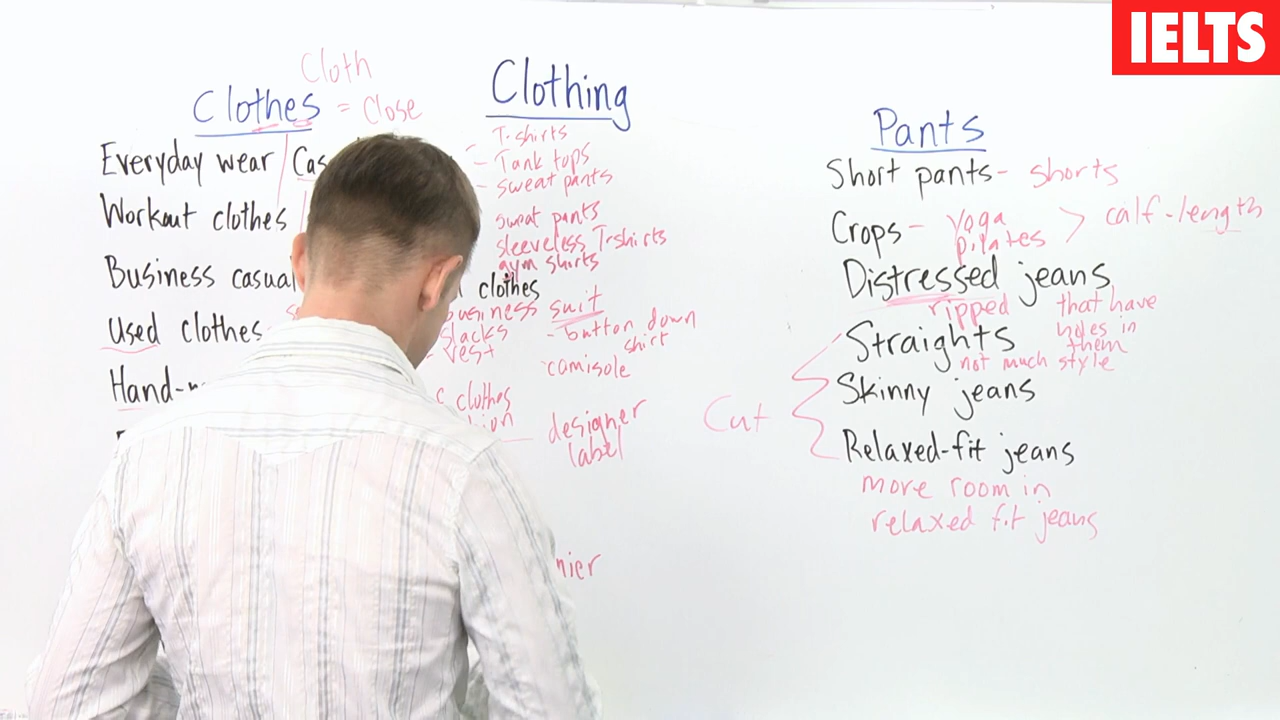 IELTS
Cloth
Clothes = Close
Everyday wear / Cas
Workout clothes
Business casual
Used clothes
Hand-
Clothing
T-shirts
- Tank tops
- sweat pants
sweat pants
sleeveless T-shirts
gym shirts
clothes
business suit
slacks
- vest
- button down
shirt
camisole
c clothes
designer
label
nier
Pants
Short pants - shorts
Crops - yoga
pilates > calf-length
Distressed jeans
ripped that have
holes in
them
Straights
not much style
Skinny jeans
Cut
Relaxed-fit jeans
more room in
relaxed fit jeans